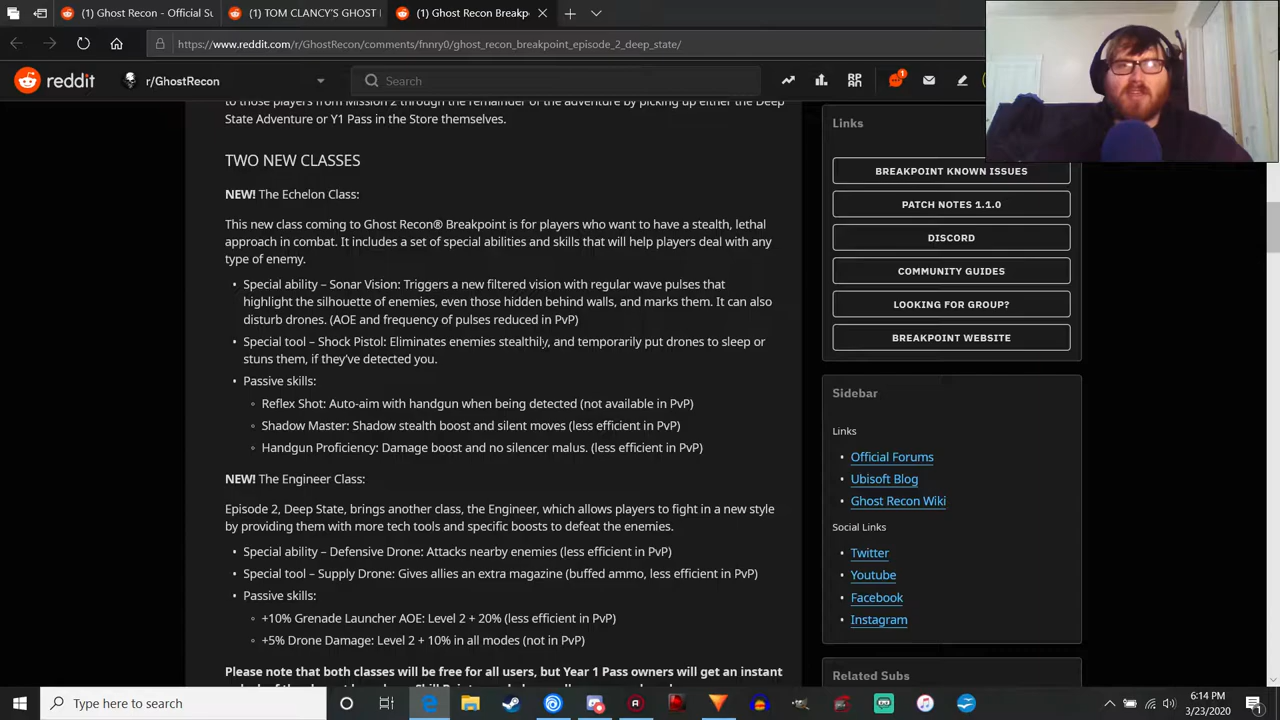 (1) Ghost Recon - Official Su
(1) TOM CLANCY'S GHOST I
(1) Ghost Recon Breakp
https://www.reddit.com/r/GhostRecon/comments/fnnry0/ghost_recon_breakpoint_episode_2_deep_state/
reddit
r/GhostRecon
Search
1
to those players from Mission 2 through the remainder of the adventure by picking up either the Deep
State Adventure or Y1 Pass in the Store themselves.
TWO NEW CLASSES
NEW! The Echelon Class:
This new class coming to Ghost Recon® Breakpoint is for players who want to have a stealth, lethal
approach in combat. It includes a set of special abilities and skills that will help players deal with any
type of enemy.
• Special ability – Sonar Vision: Triggers a new filtered vision with regular wave pulses that
highlight the silhouette of enemies, even those hidden behind walls, and marks them. It can also
disturb drones. (AOE and frequency of pulses reduced in PvP)
• Special tool – Shock Pistol: Eliminates enemies stealthily, and temporarily put drones to sleep or
stuns them, if they've detected you.
• Passive skills:
◦ Reflex Shot: Auto-aim with handgun when being detected (not available in PvP)
◦ Shadow Master: Shadow stealth boost and silent moves (less efficient in PvP)
◦ Handgun Proficiency: Damage boost and no silencer malus. (less efficient in PvP)
NEW! The Engineer Class:
Episode 2, Deep State, brings another class, the Engineer, which allows players to fight in a new style
by providing them with more tech tools and specific boosts to defeat the enemies.
• Special ability – Defensive Drone: Attacks nearby enemies (less efficient in PvP)
• Special tool – Supply Drone: Gives allies an extra magazine (buffed ammo, less efficient in PvP)
• Passive skills:
◦ +10% Grenade Launcher AOE: Level 2 + 20% (less efficient in PvP)
◦ +5% Drone Damage: Level 2 + 10% in all modes (not in PvP)
Please note that both classes will be free for all users, but Year 1 Pass owners will get an instant
Links
BREAKPOINT KNOWN ISSUES
PATCH NOTES 1.1.0
DISCORD
COMMUNITY GUIDES
LOOKING FOR GROUP?
BREAKPOINT WEBSITE
Sidebar
Links
• Official Forums
• Ubisoft Blog
• Ghost Recon Wiki
Social Links
• Twitter
• Youtube
• Facebook
• Instagram
Related Subs
Type here to search
6:14 PM
3/23/2020
1